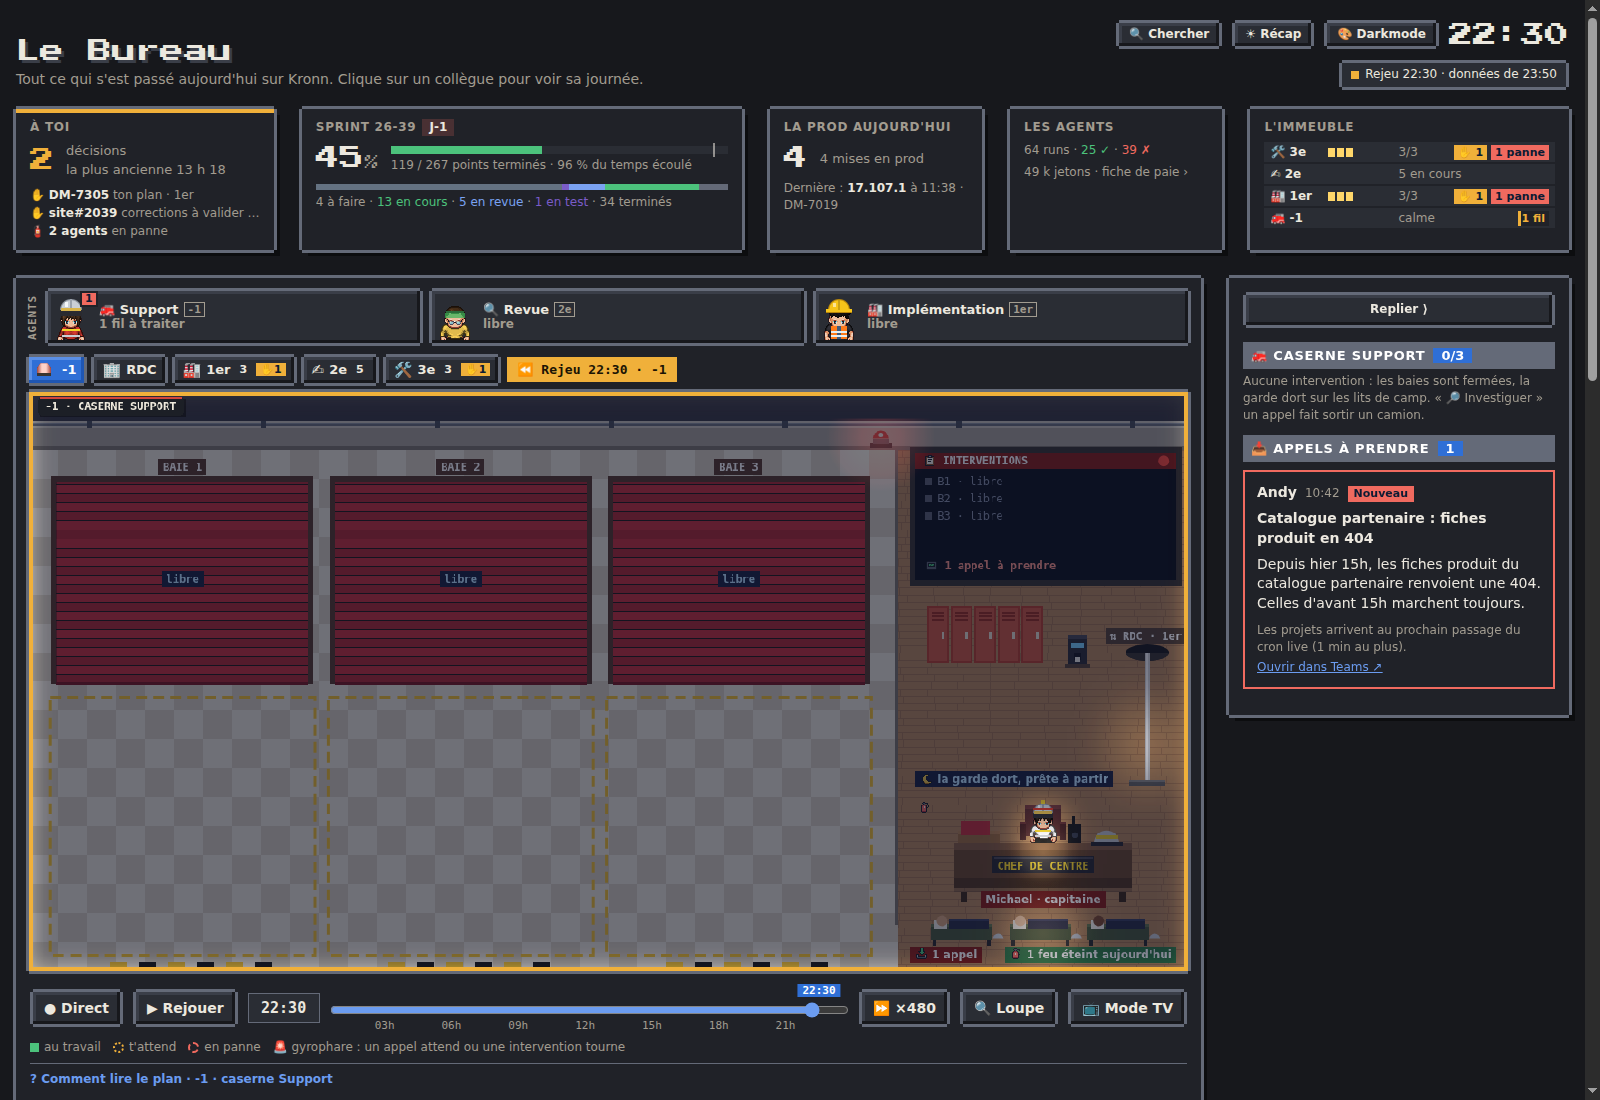 Le Bureau
Tout ce qui s'est passé aujourd'hui sur Kronn. Clique sur un collègue pour voir sa journée.
🔍 Chercher
☀ Récap
🎨 Darkmode
22:30
Rejeu 22:30 · données de 23:50
À TOI
2
décisions
la plus ancienne 13 h 18
✋ DM-7305 ton plan · 1er
✋ site#2039 corrections à valider …
2 agents en panne
SPRINT 26-39 J-1
45%
119 / 267 points terminés · 96 % du temps écoulé
4 à faire · 13 en cours · 5 en revue · 1 en test · 34 terminés
LA PROD AUJOURD'HUI
4
4 mises en prod
Dernière : 17.107.1 à 11:38 ·
DM-7019
LES AGENTS
64 runs · 25 ✓ · 39 ✗
49 k jetons · fiche de paie ›
L'IMMEUBLE
🛠 3e 3/3 ✋ 1 1 panne
✍ 2e 5 en cours
🏭 1er 3/3 ✋ 1 1 panne
🚒 -1 calme 1 fil
AGENTS
1
🚒 Support -1
1 fil à traiter
🔍 Revue 2e
libre
🏭 Implémentation 1er
libre
🚨 -1
🏢 RDC
🏭 1er 3 ✋ 1
✍ 2e 5
🛠 3e 3 ✋ 1
⏪ Rejeu 22:30 · -1
-1 · CASERNE SUPPORT
BAIE 1
BAIE 2
BAIE 3
libre
libre
libre
INTERVENTIONS
B1 · libre
B2 · libre
B3 · libre
1 appel à prendre
⇅ RDC · 1er
la garde dort, prête à partir
CHEF DE CENTRE
Michael · capitaine
1 appel
1 feu éteint aujourd'hui
● Direct
▶ Rejouer
22:30
22:30
03h 06h 09h 12h 15h 18h 21h
⏩ ×480
🔍 Loupe
📺 Mode TV
au travail
t'attend
en panne
🚨 gyrophare : un appel attend ou une intervention tourne
? Comment lire le plan · -1 · caserne Support
Replier ⟩
🚒 CASERNE SUPPORT 0/3
Aucune intervention : les baies sont fermées, la
garde dort sur les lits de camp. « 🔎 Investiguer »
un appel fait sortir un camion.
📥 APPELS À PRENDRE 1
Andy 10:42 Nouveau
Catalogue partenaire : fiches
produit en 404
Depuis hier 15h, les fiches produit du
catalogue partenaire renvoient une 404.
Celles d'avant 15h marchent toujours.
Les projets arrivent au prochain passage du
cron live (1 min au plus).
Ouvrir dans Teams ↗